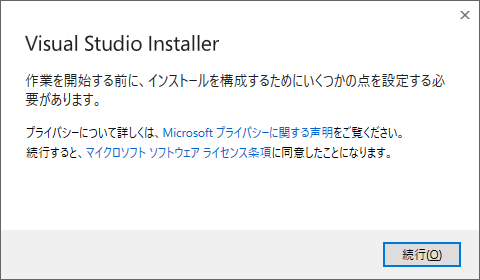 Visual Studio Installer
作業を開始する前に、インストールを構成するためにいくつかの点を設定する必
要があります。
プライバシーについて詳しくは、Microsoft プライバシーに関する声明をご覧ください。
続行すると、マイクロソフト ソフトウェア ライセンス条項に同意したことになります。
続行(O)